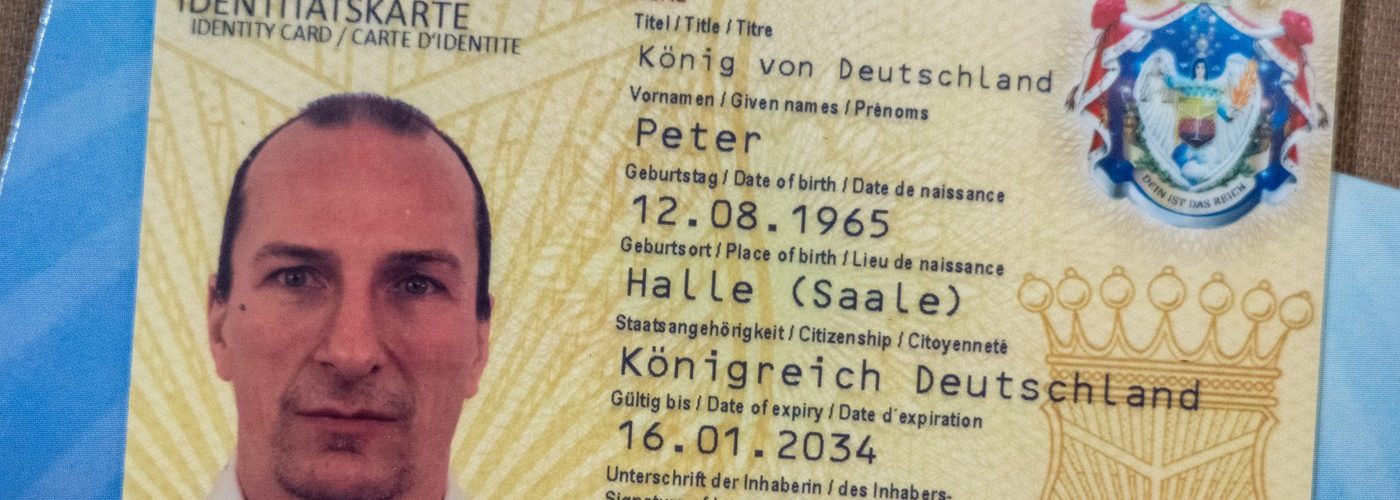 IDENTITÄTSKARTE
IDENTITY CARD / CARTE D'IDENTITE
Titel / Title / Titre
König von Deutschland
Vornamen / Given names / Prénoms
Peter
Geburtstag / Date of birth / Date de naissance
12.08.1965
Geburtsort / Place of birth / Lieu de naissance
Halle (Saale)
Staatsangehörigkeit / Citizenship / Citoyenneté
Königreich Deutschland
Gültig bis / Date of expiry / Date d´expiration
16.01.2034
Unterschrift der Inhaberin / des Inhabers-
DEIN IST DAS REICH